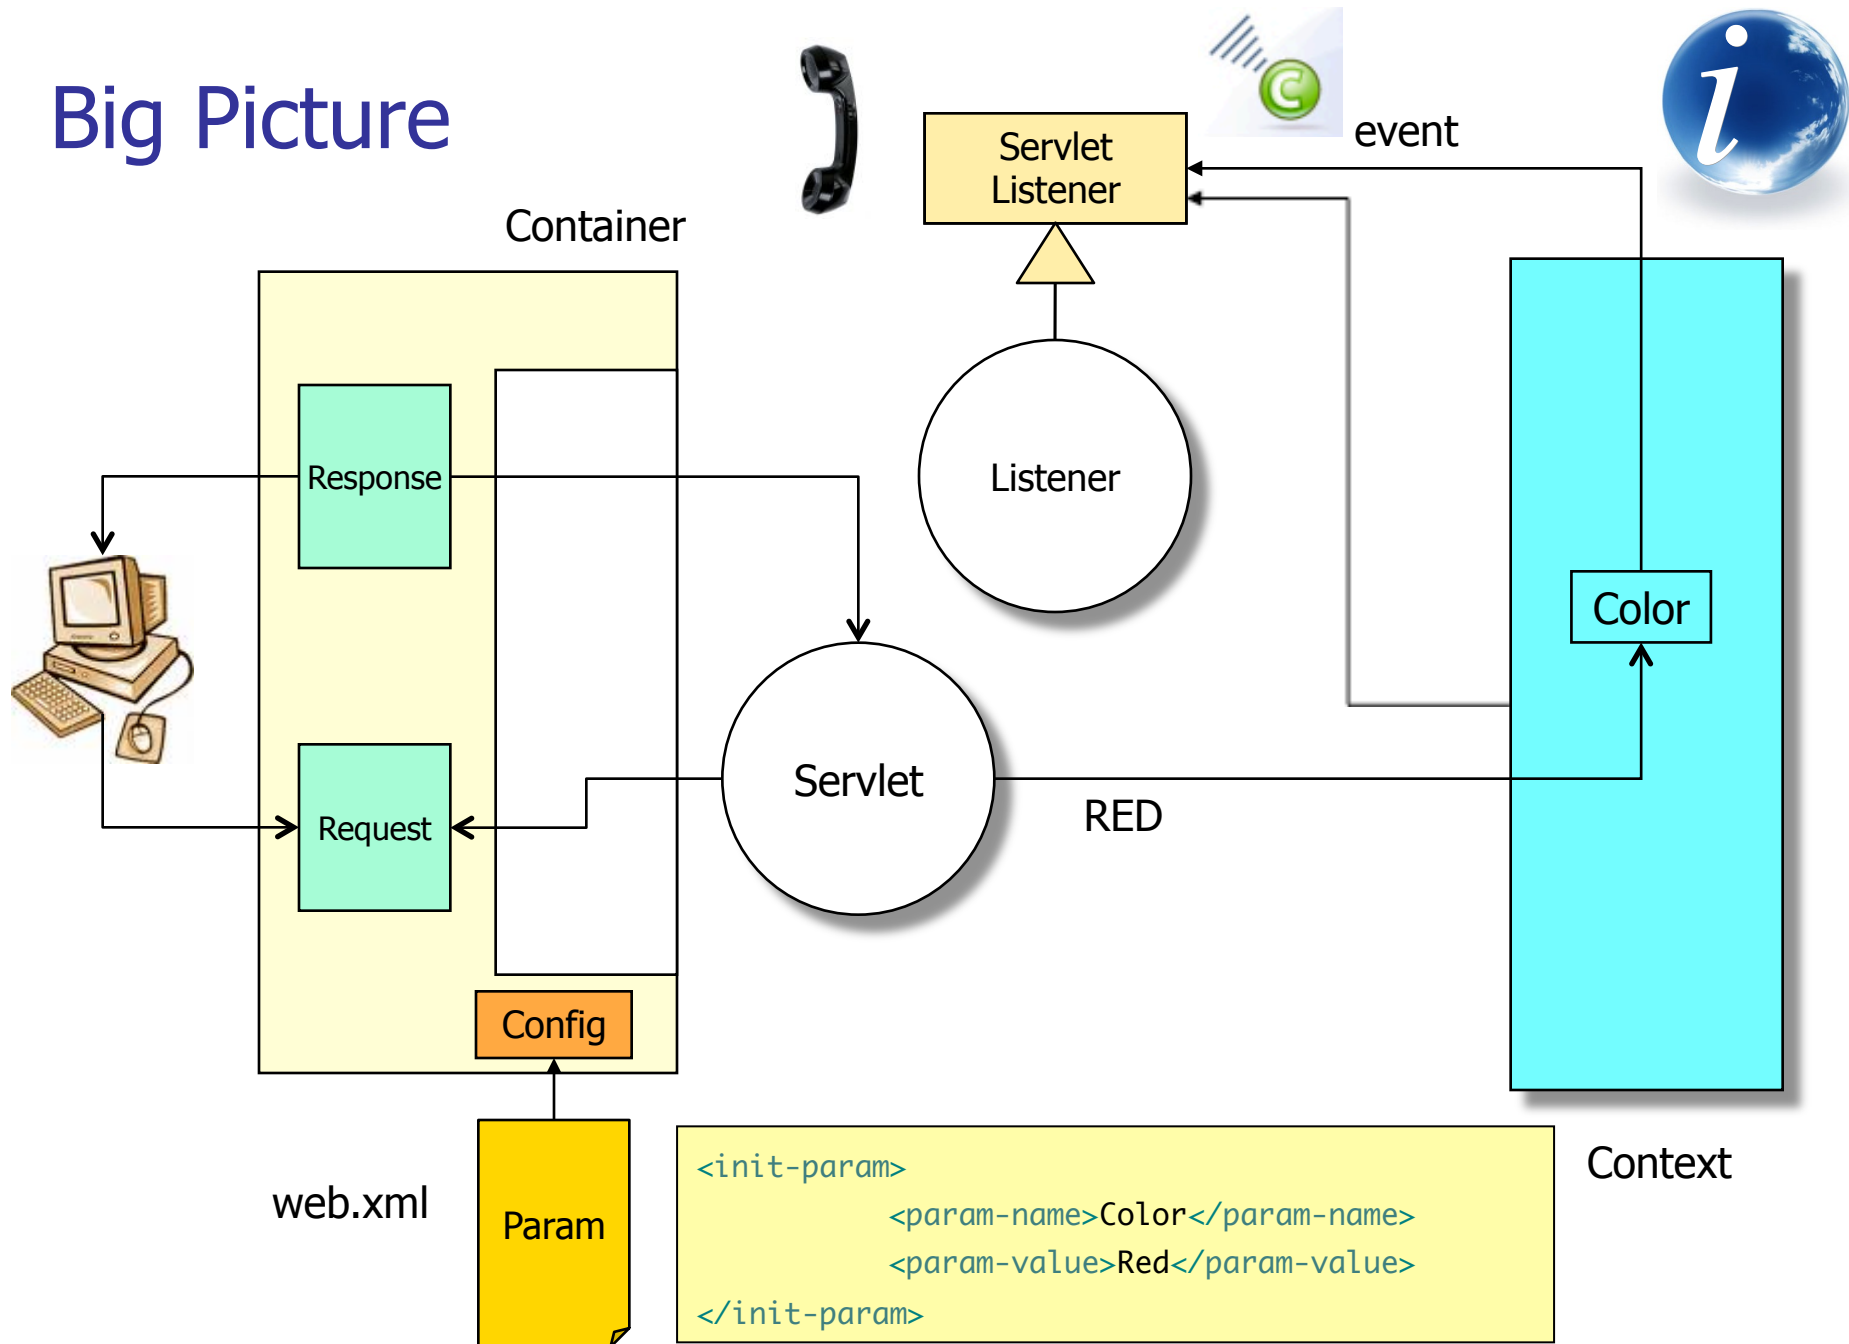 Big Picture
event
Servlet
Listener
Container
Response
Listener
Color
Servlet
RED
Request
Config
web.xml
Param
<init-param>
<param-name>Color</param-name>
<param-value>Red</param-value>
</init-param>
Context
C
i